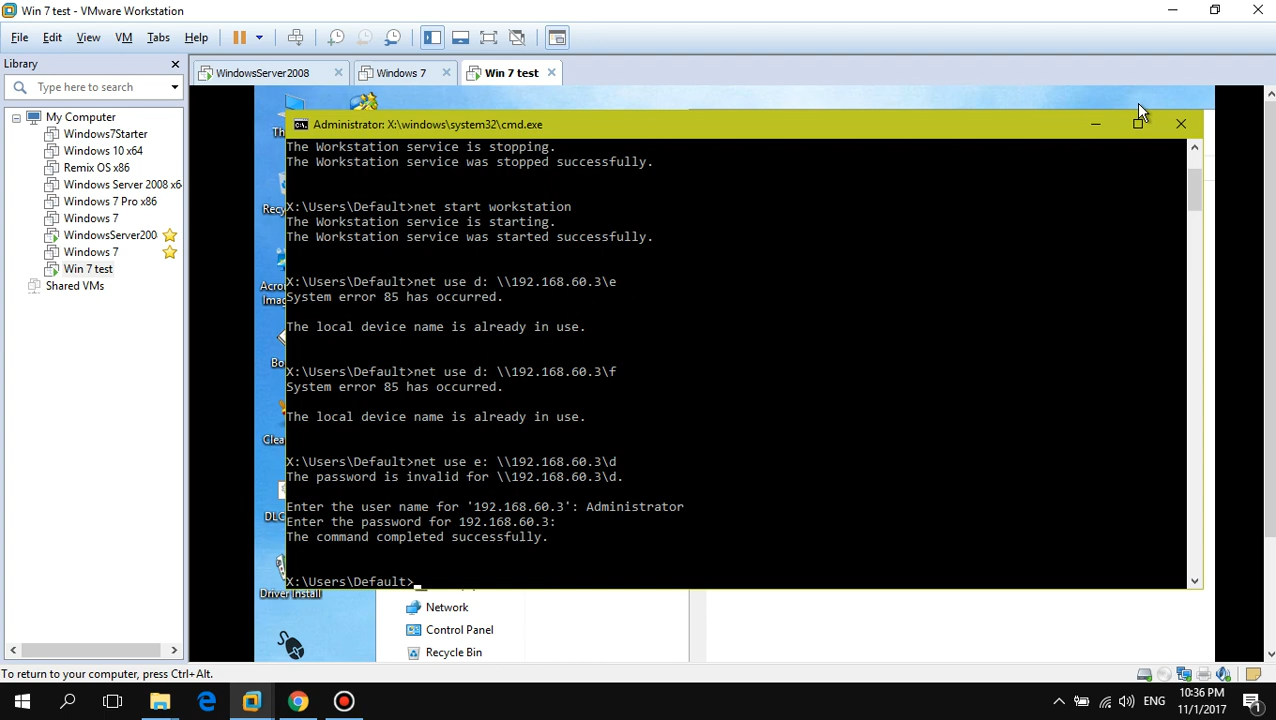 Win 7 test - VMware Workstation
File Edit View VM Tabs Help
Library
Type here to search
WindowsServer2008
Windows 7
Win 7 test
My Computer
Windows7Starter
Windows 10 x64
Remix OS x86
Windows Server 2008 x6
Windows 7 Pro x86
Windows 7
WindowsServer200
Windows 7
Win 7 test
Shared VMs
Administrator: X:\windows\system32\cmd.exe
The Workstation service is stopping.
The Workstation service was stopped successfully.
X:\Users\Default>net start workstation
The Workstation service is starting.
The Workstation service was started successfully.
X:\Users\Default>net use d: \\192.168.60.3\e
System error 85 has occurred.
The local device name is already in use.
X:\Users\Default>net use d: \\192.168.60.3\f
System error 85 has occurred.
The local device name is already in use.
X:\Users\Default>net use e: \\192.168.60.3\d
The password is invalid for \\192.168.60.3\d.
Enter the user name for '192.168.60.3': Administrator
Enter the password for 192.168.60.3:
The command completed successfully.
X:\Users\Default>
Th
Recy
Acro
Imag
Bo
Clea
DLC
Driver Install
Network
Control Panel
Recycle Bin
To return to your computer, press Ctrl+Alt.
ENG
10:36 PM
11/1/2017
1